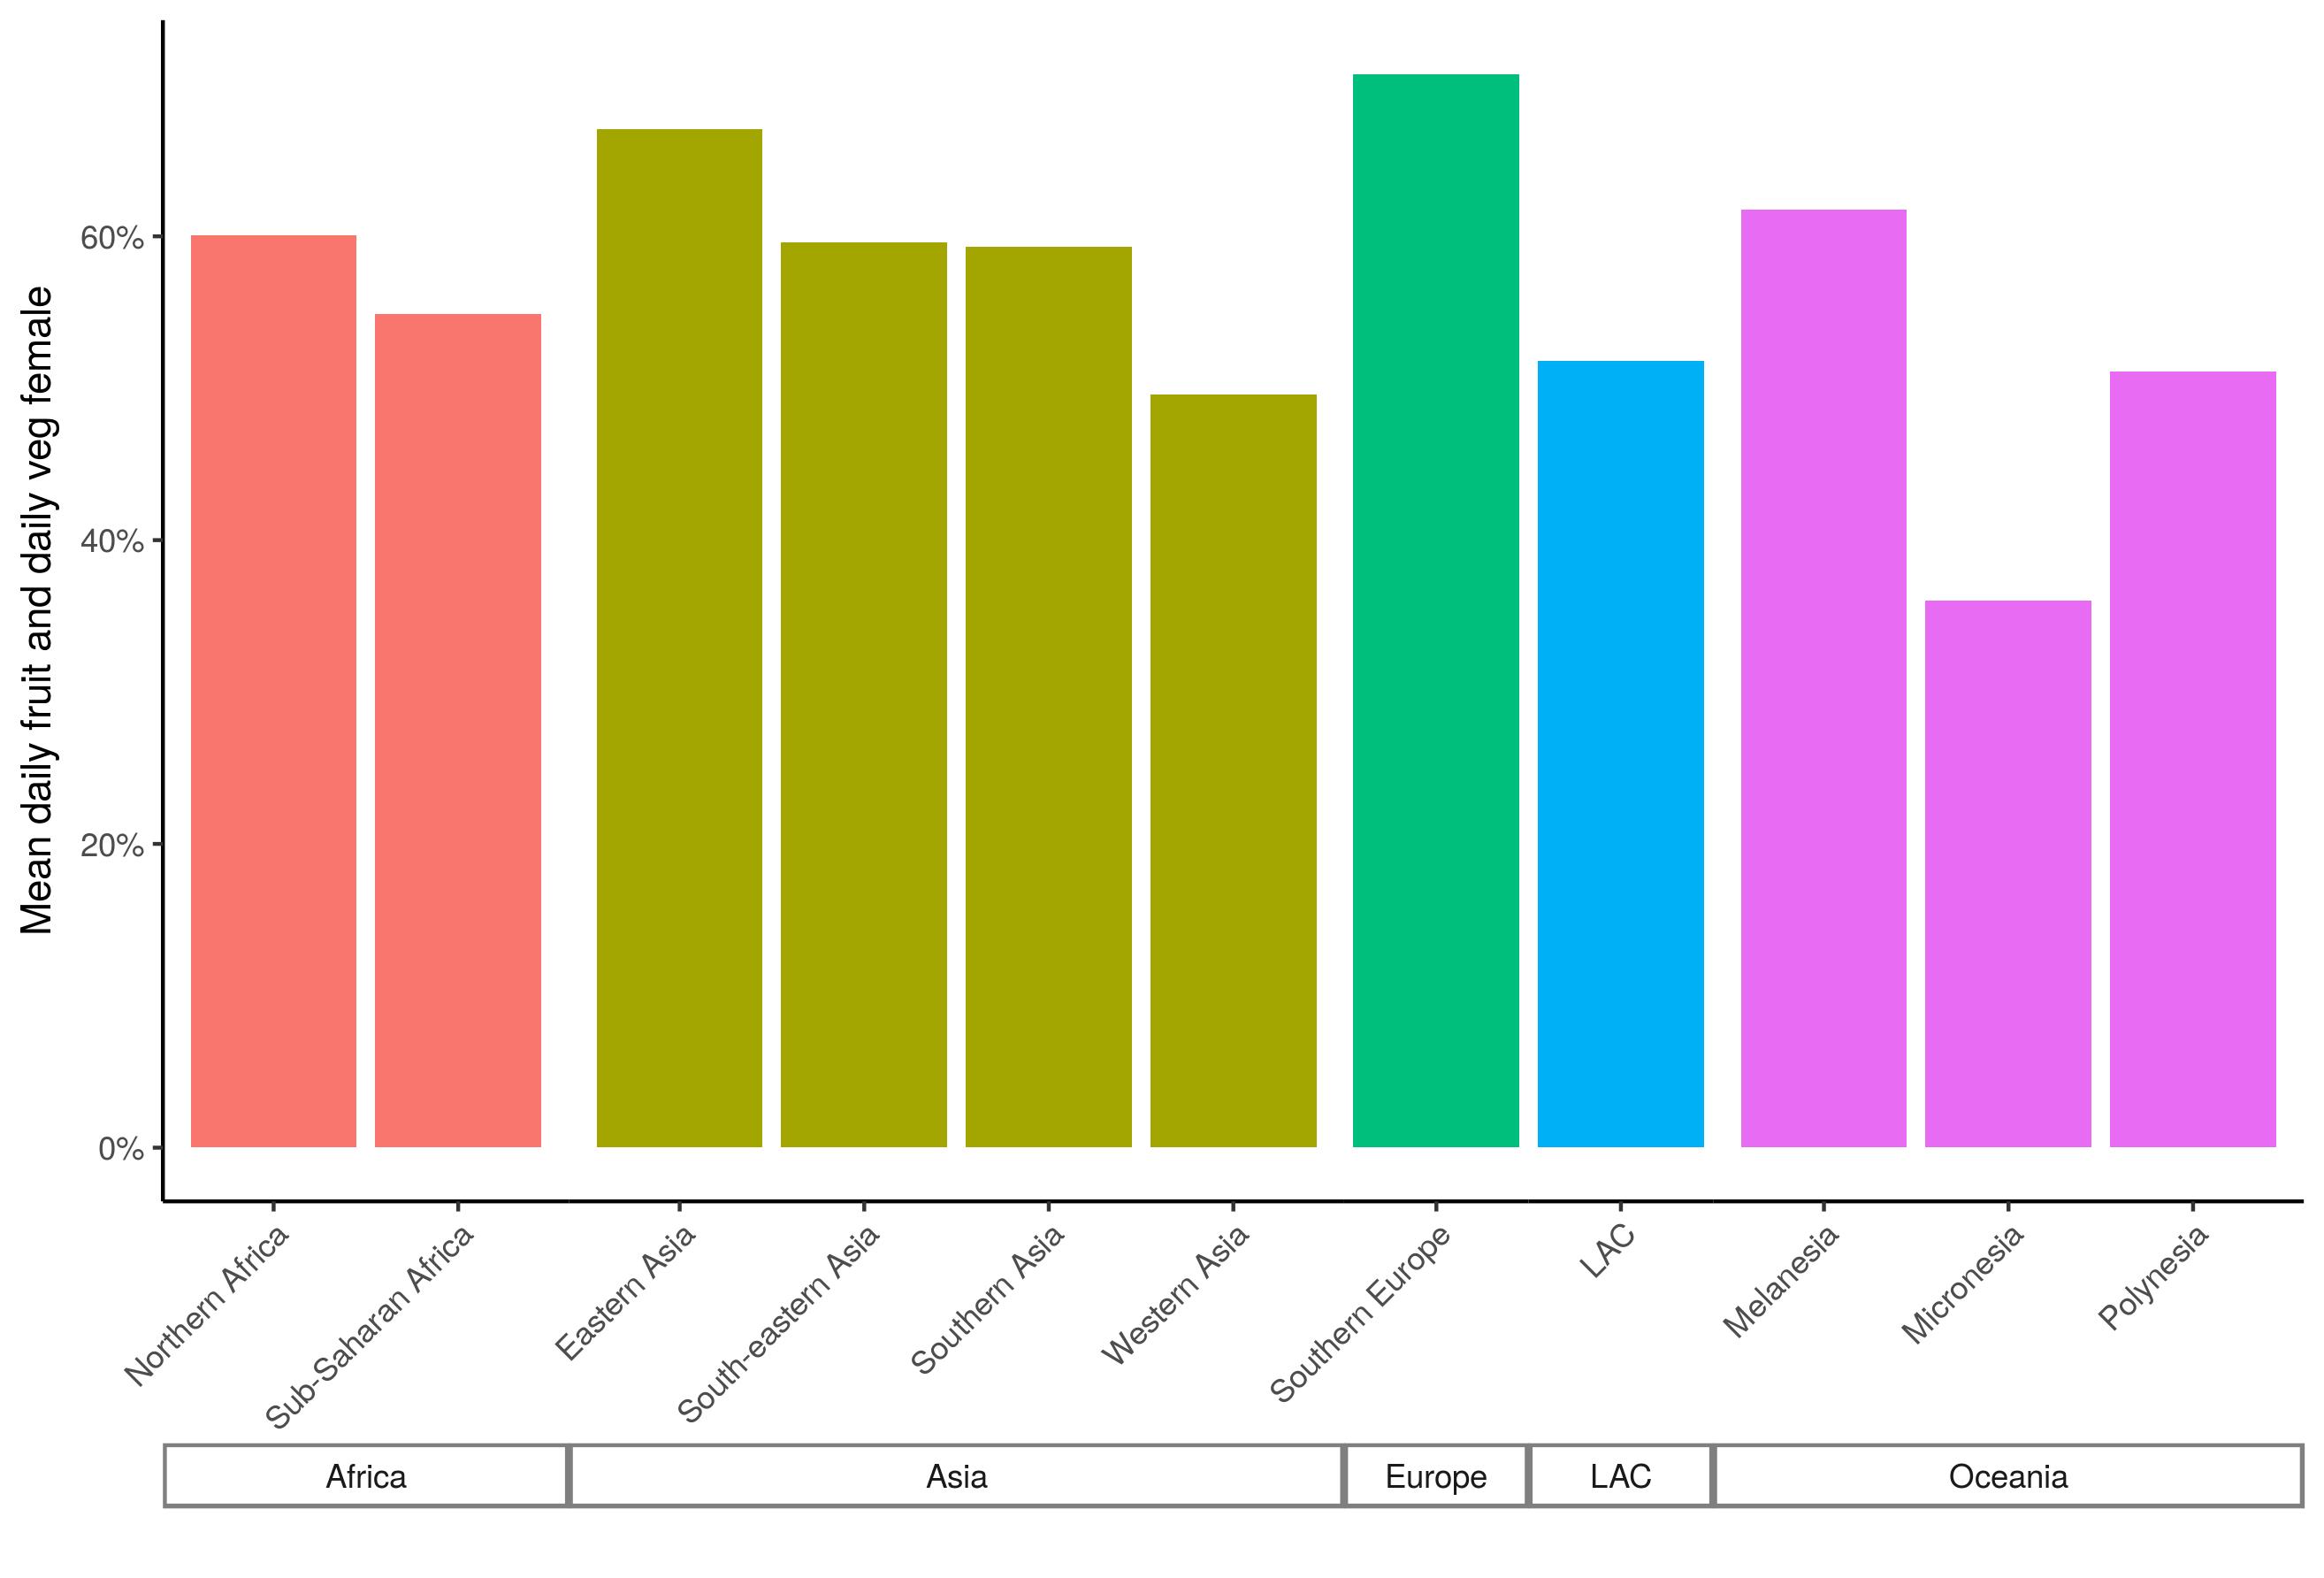 Mean daily fruit and daily veg female
60%
40%
20%
0%
Northern Africa
Sub-Saharan Africa
Eastern Asia
South-eastern Asia
Southern Asia
Western Asia
Southern Europe
LAC
Melanesia
Micronesia
Polynesia
Africa
Asia
Europe
LAC
Oceania